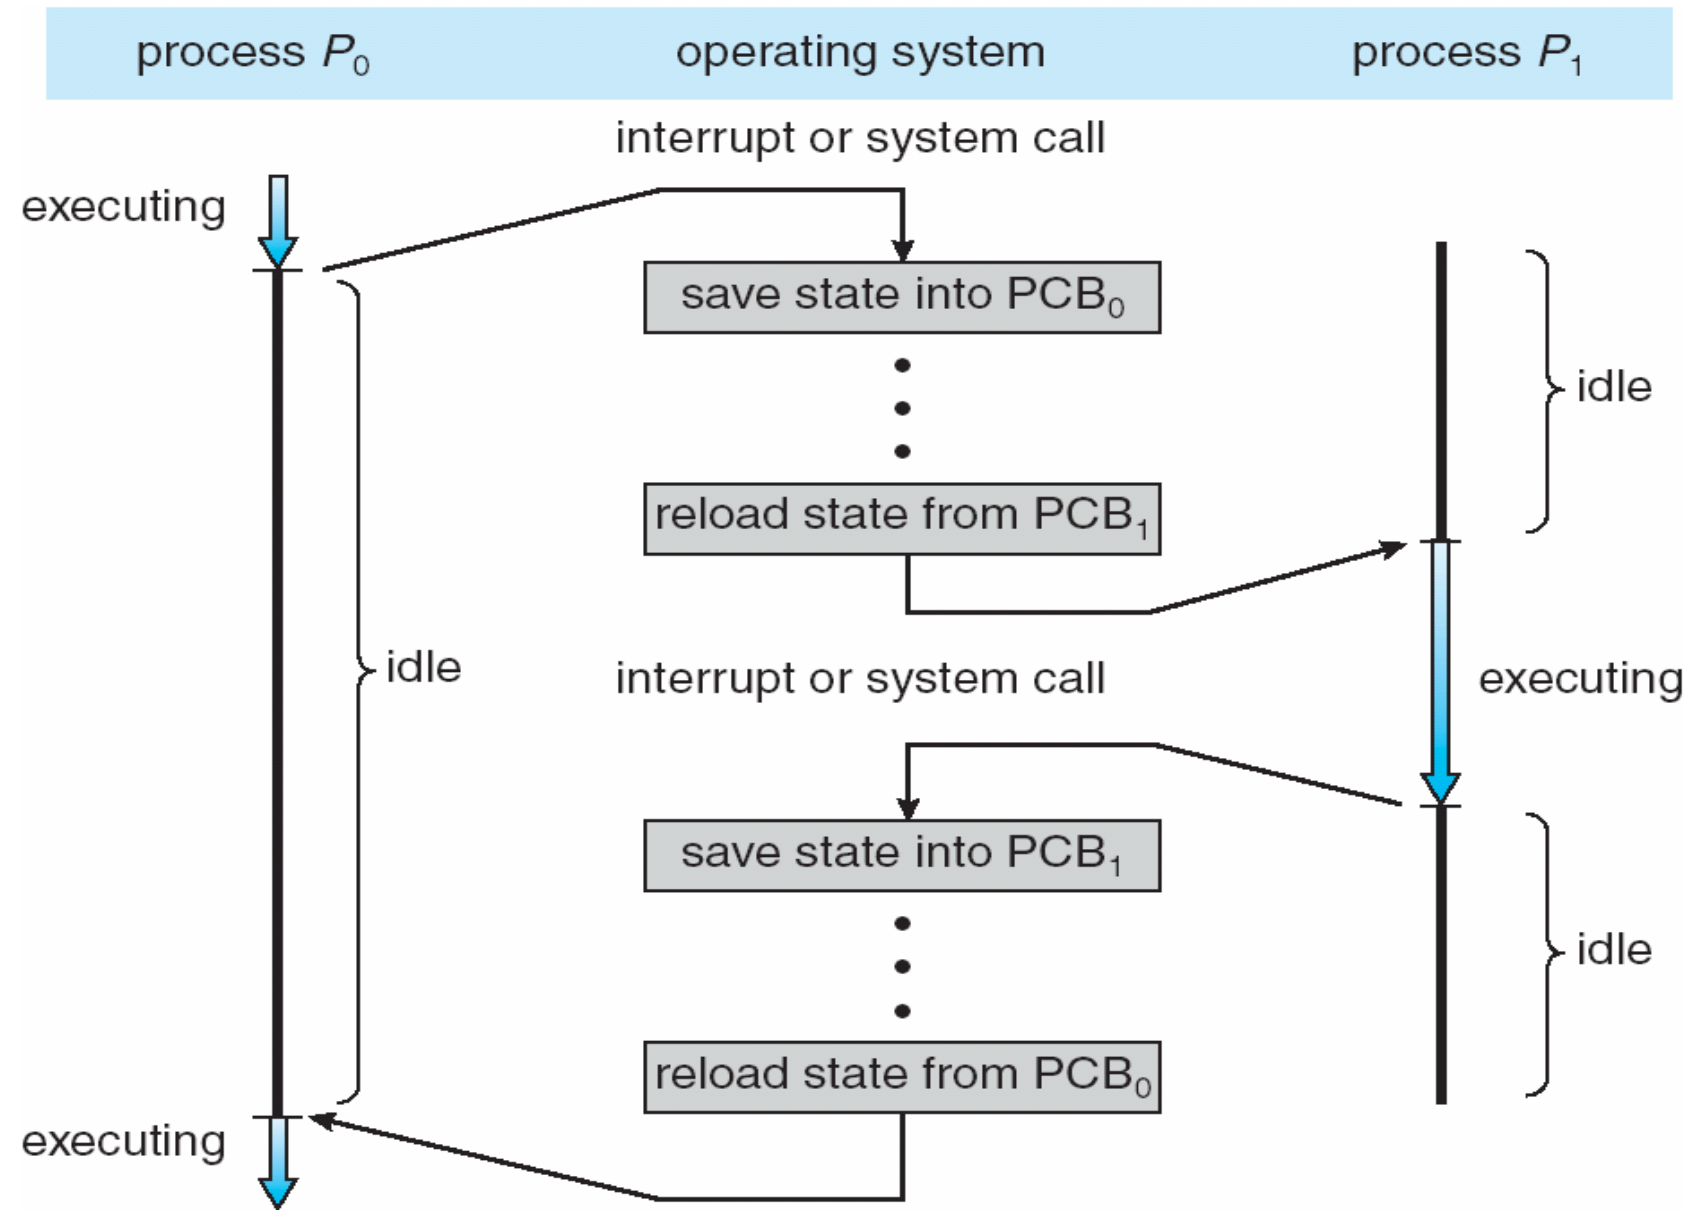 process P₀ operating system process P₁
interrupt or system call
executing
save state into PCB₀
idle
reload state from PCB₁
idle
interrupt or system call
executing
save state into PCB₁
idle
reload state from PCB₀
executing